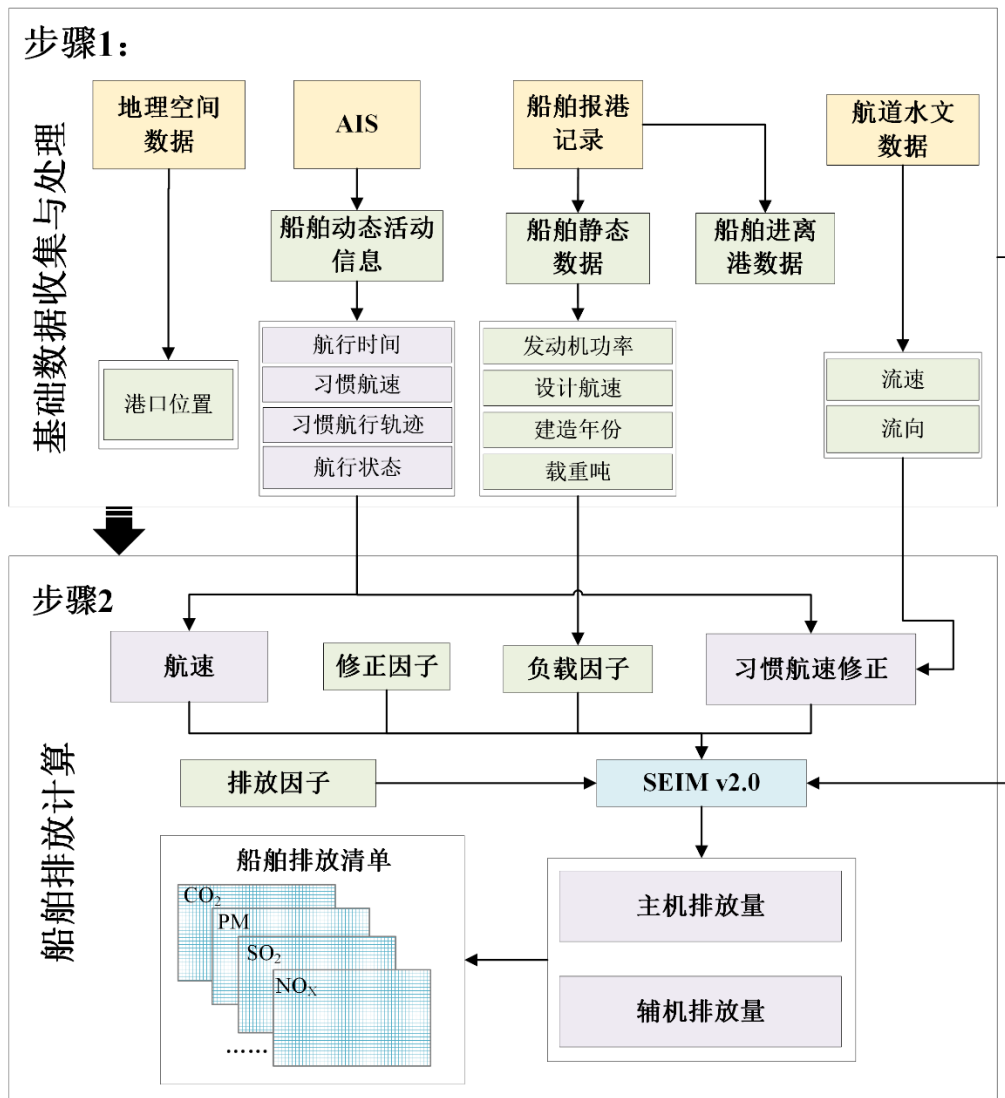 步骤1：
基础数据收集与处理
地理空间
数据
AIS
船舶报港
记录
航道水文
数据
船舶动态活动
信息
船舶静态
数据
船舶进离
港数据
港口位置
航行时间
习惯航速
习惯航行轨迹
航行状态
发动机功率
设计航速
建造年份
载重吨
流速
流向
步骤2
船舶排放计算
航速
修正因子
负载因子
习惯航速修正
排放因子
SEIM v2.0
船舶排放清单
CO₂
PM
SO₂
NOₓ
……
主机排放量
辅机排放量